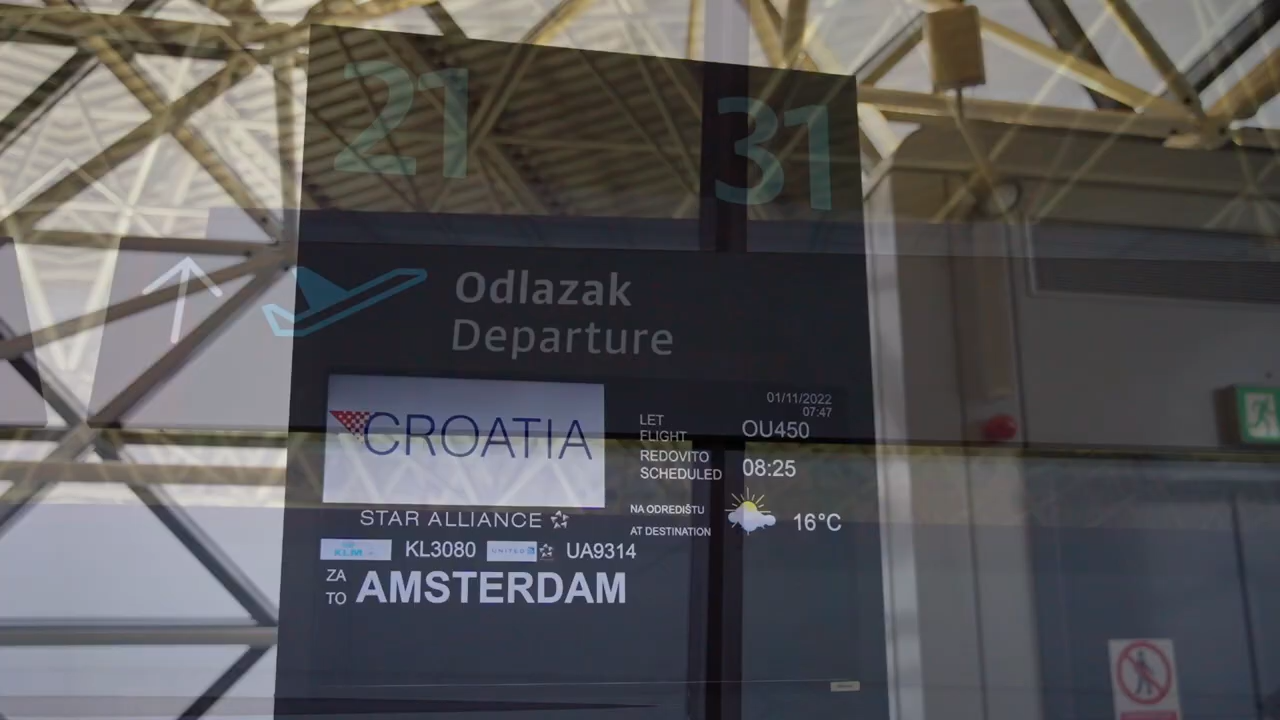 21 31
Odlazak
Departure
CROATIA
01/11/2022
07:47
LET
FLIGHT
OU450
REDOVITO
SCHEDULED
08:25
STAR ALLIANCE
NA ODREDIŠTU
AT DESTINATION
16°C
KLM KL3080 UNITED UA9314
ZA
TO
AMSTERDAM